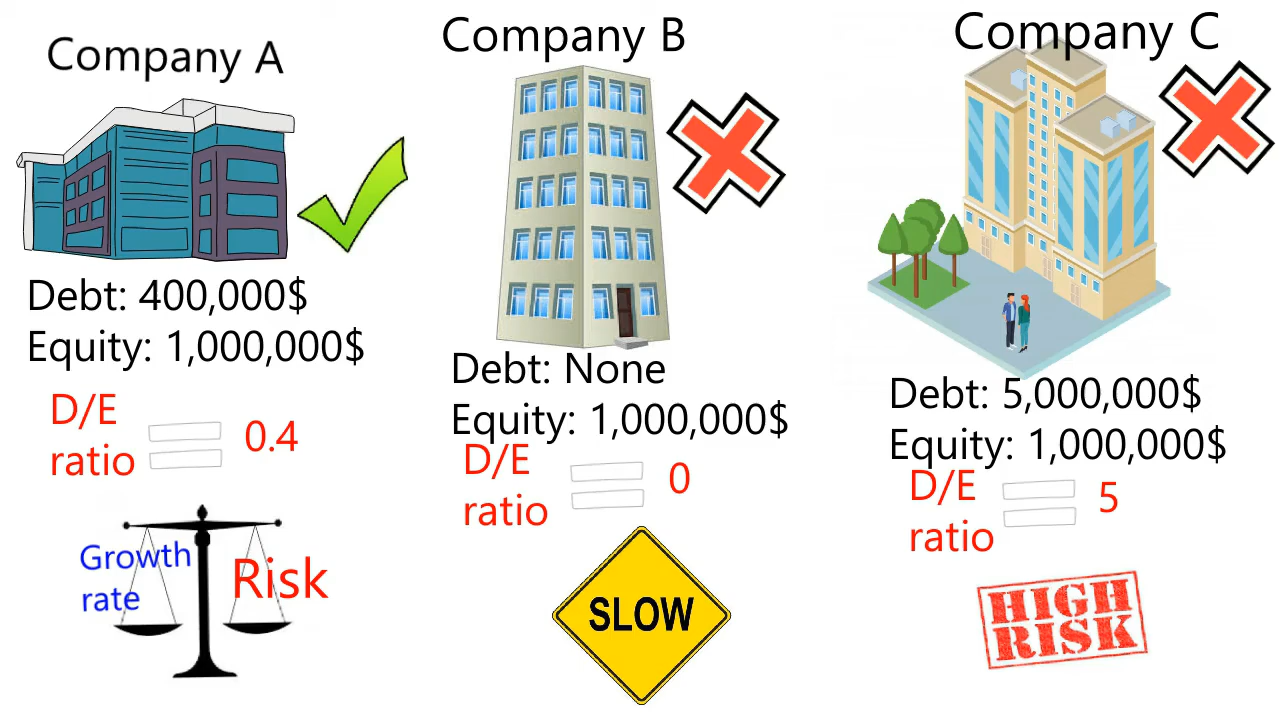 Company A
Debt: 400,000$
Equity: 1,000,000$
D/E
ratio
0.4
Growth
rate
Risk
Company B
Debt: None
Equity: 1,000,000$
D/E
ratio
0
SLOW
Company C
Debt: 5,000,000$
Equity: 1,000,000$
D/E
ratio
5
HIGH
RISK